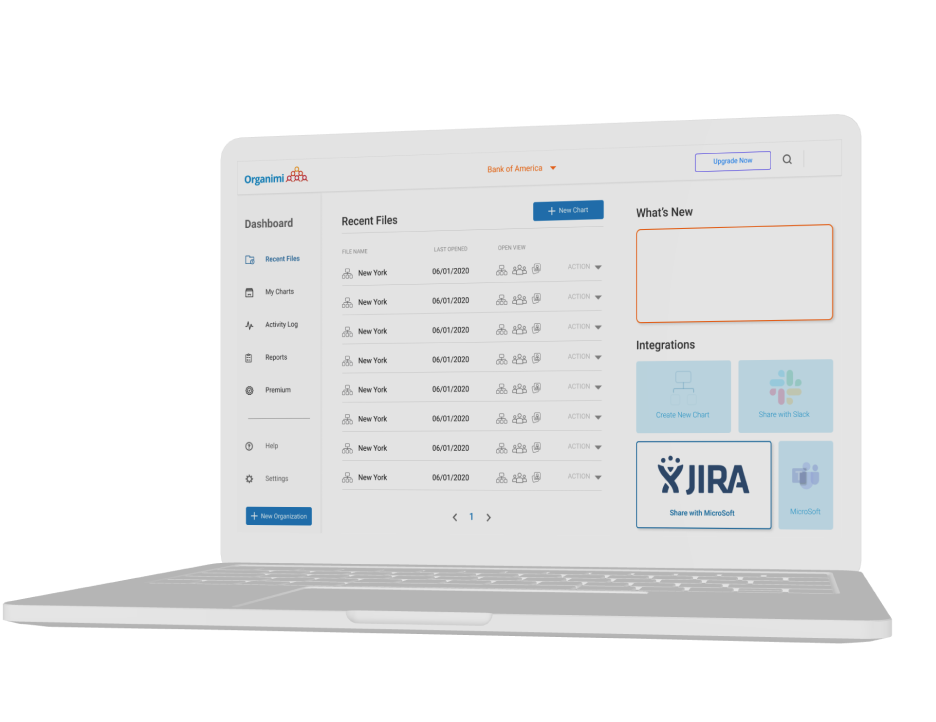 Organimi
Bank of America
Upgrade Now
Dashboard
Recent Files
My Charts
Activity Log
Reports
Premium
Help
Settings
+ New Organization
Recent Files
+ New Chart
FILE NAME LAST OPENED OPEN VIEW
New York 06/01/2020 ACTION
New York 06/01/2020 ACTION
New York 06/01/2020 ACTION
New York 06/01/2020 ACTION
New York 06/01/2020 ACTION
New York 06/01/2020 ACTION
New York 06/01/2020 ACTION
New York 06/01/2020 ACTION
< 1 >
What's New
Integrations
Create New Chart
Share with Slack
JIRA
Share with MicroSoft
MicroSoft